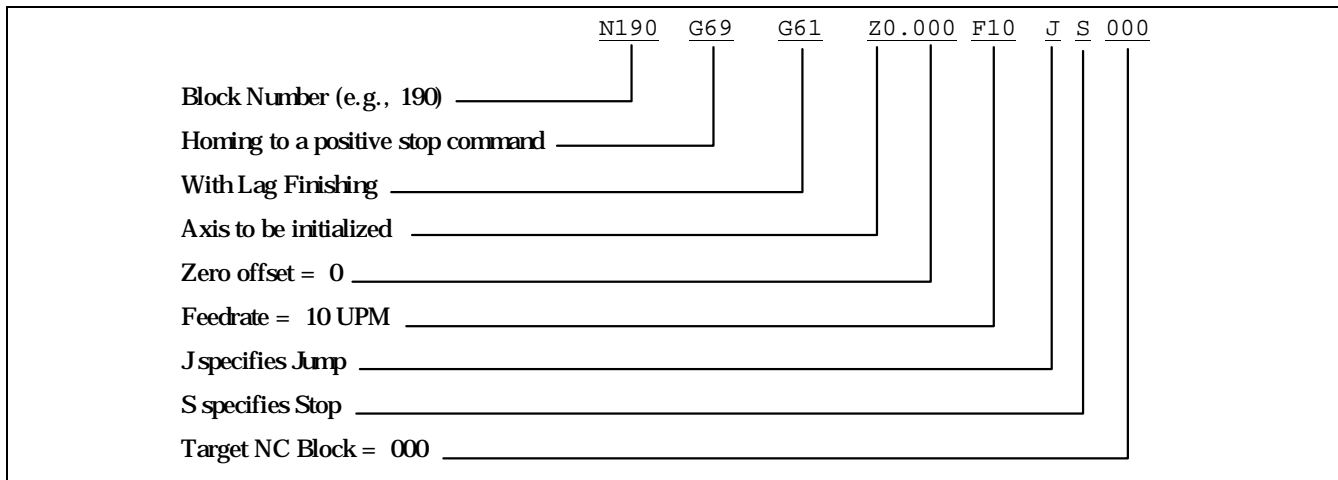 N190 G69 G61 Z0.000 F10 J S 000
Block Number (e.g., 190)
Homing to a positive stop command
With Lag Finishing
Axis to be initialized
Zero offset = 0
Feedrate = 10 UPM
J specifies Jump
S specifies Stop
Target NC Block = 000